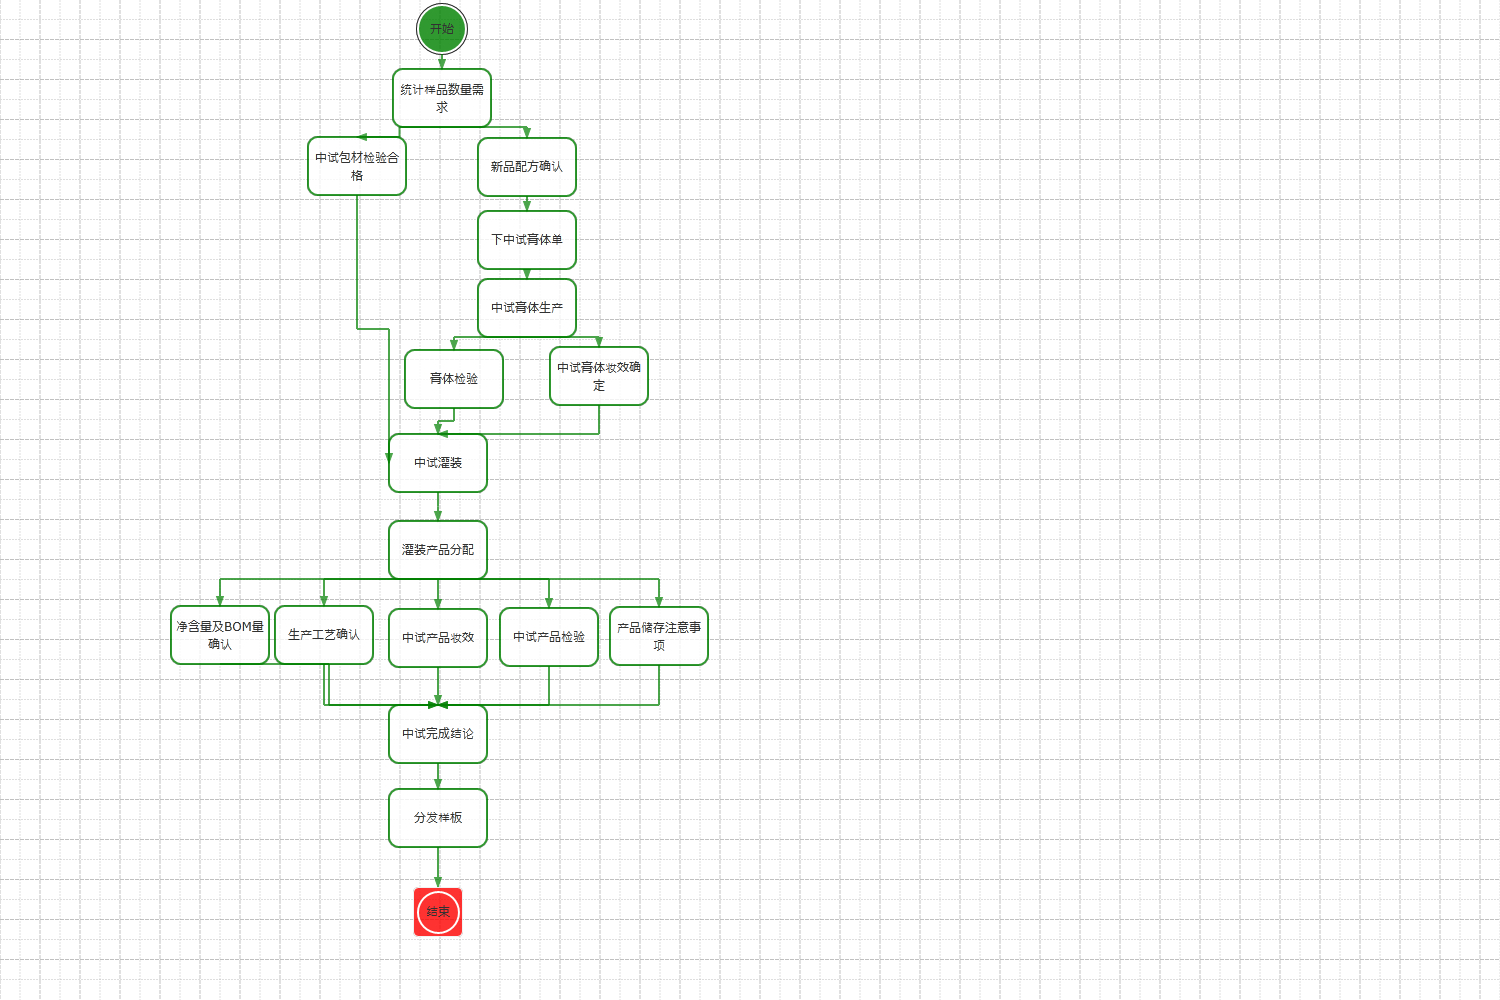 开始
统计样品数量需
求
中试包材检验合
格
新品配方确认
下中试膏体单
中试膏体生产
膏体检验
中试膏体妆效确
定
中试灌装
灌装产品分配
净含量及BOM量
确认
生产工艺确认
中试产品妆效
中试产品检验
产品储存注意事
项
中试完成结论
分发样板
结束